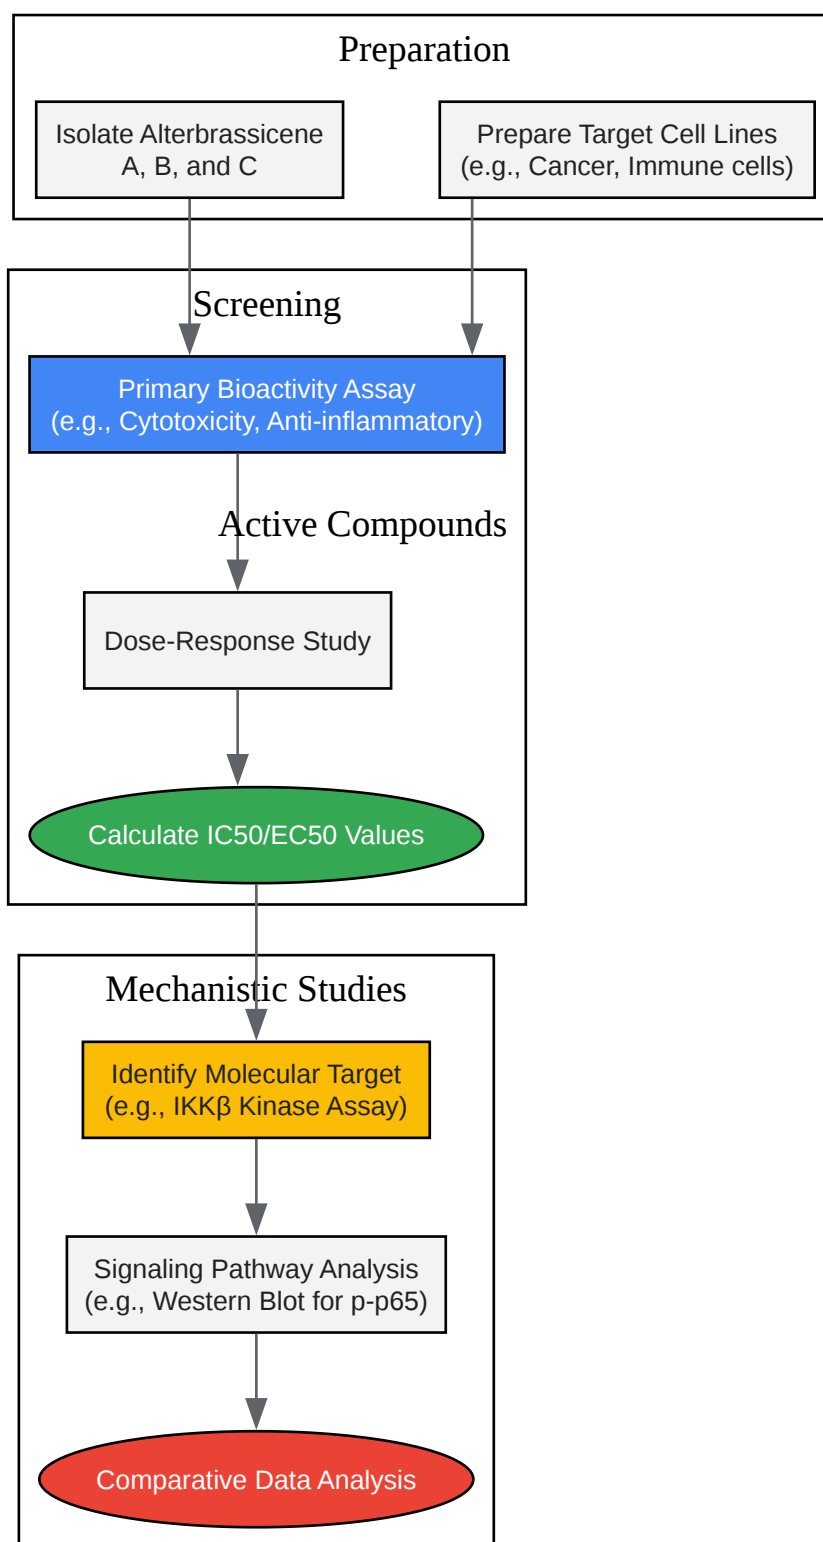 Preparation
Isolate Alterbrassicene
A, B, and C
Prepare Target Cell Lines
(e.g., Cancer, Immune cells)
Screening
Primary Bioactivity Assay
(e.g., Cytotoxicity, Anti-inflammatory)
Active Compounds
Dose-Response Study
Calculate IC50/EC50 Values
Mechanistic Studies
Identify Molecular Target
(e.g., IKKβ Kinase Assay)
Signaling Pathway Analysis
(e.g., Western Blot for p-p65)
Comparative Data Analysis